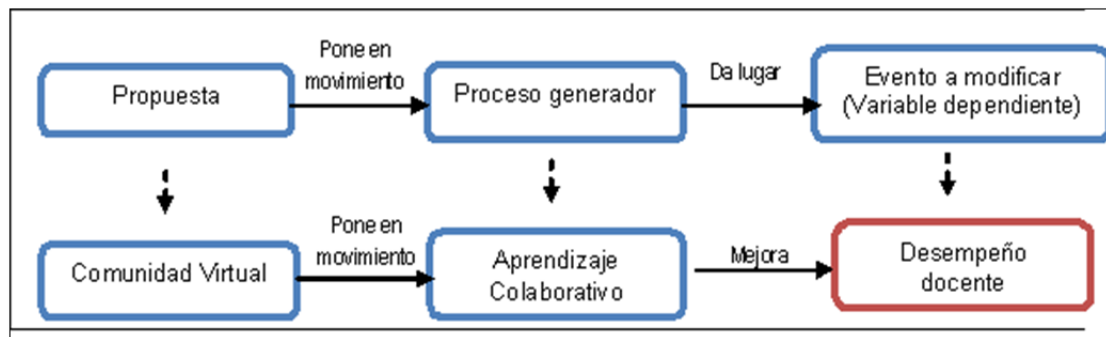 Propuesta
Pone en
movimiento
Proceso generador
Da lugar
Evento a modificar
(Variable dependiente)
Comunidad Virtual
Pone en
movimiento
Aprendizaje
Colaborativo
Mejora
Desempeño
docente